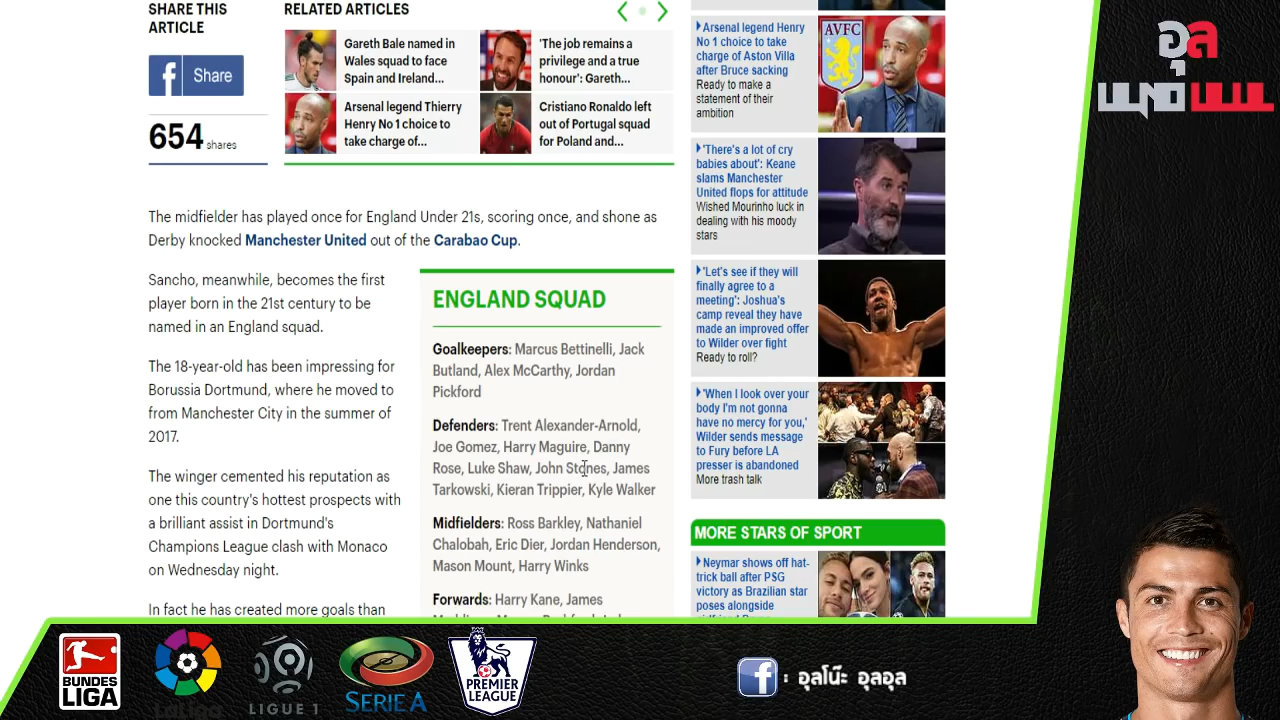 SHARE THIS
ARTICLE
Share
654 shares
RELATED ARTICLES
Gareth Bale named in
Wales squad to face
Spain and Ireland...
'The job remains a
privilege and a true
honour': Gareth...
Arsenal legend Thierry
Henry No 1 choice to
take charge of...
Cristiano Ronaldo left
out of Portugal squad
for Poland and...
The midfielder has played once for England Under 21s, scoring once, and shone as
Derby knocked Manchester United out of the Carabao Cup.
Sancho, meanwhile, becomes the first
player born in the 21st century to be
named in an England squad.
The 18-year-old has been impressing for
Borussia Dortmund, where he moved to
from Manchester City in the summer of
2017.
The winger cemented his reputation as
one this country's hottest prospects with
a brilliant assist in Dortmund's
Champions League clash with Monaco
on Wednesday night.
In fact he has created more goals than
ENGLAND SQUAD
Goalkeepers: Marcus Bettinelli, Jack
Butland, Alex McCarthy, Jordan
Pickford
Defenders: Trent Alexander-Arnold,
Joe Gomez, Harry Maguire, Danny
Rose, Luke Shaw, John Stones, James
Tarkowski, Kieran Trippier, Kyle Walker
Midfielders: Ross Barkley, Nathaniel
Chalobah, Eric Dier, Jordan Henderson,
Mason Mount, Harry Winks
Forwards: Harry Kane, James
Arsenal legend Henry
No 1 choice to take
charge of Aston Villa
after Bruce sacking
Ready to make a
statement of their
ambition
AVFC
'There's a lot of cry
babies about': Keane
slams Manchester
United flops for attitude
Wished Mourinho luck in
dealing with his moody
stars
'Let's see if they will
finally agree to a
meeting': Joshua's
camp reveal they have
made an improved offer
to Wilder over fight
Ready to roll?
'When I look over your
body I'm not gonna
have no mercy for you,'
Wilder sends message
to Fury before LA
presser is abandoned
More trash talk
MORE STARS OF SPORT
Neymar shows off hat-
trick ball after PSG
victory as Brazilian star
poses alongside
อุล
BUNDES
LIGA
LaLiga
LIGUE 1
SERIE A
PREMIER
LEAGUE
: อุลโน๊ะ อุลอุล